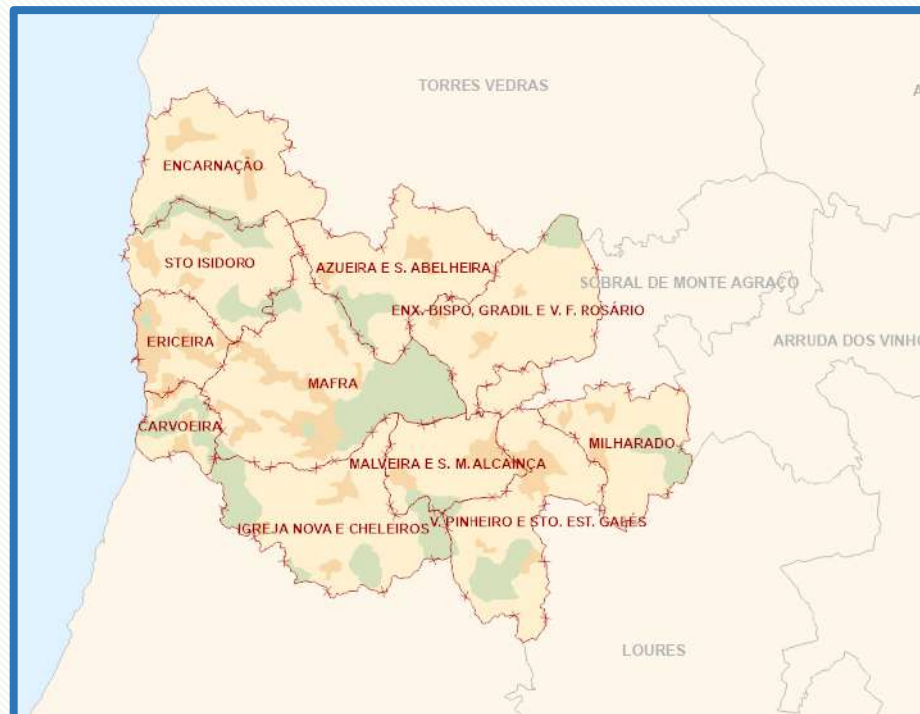 TORRES VEDRAS
A
ENCARNAÇÃO
STO ISIDORO
AZUEIRA E S. ABELHEIRA
SOBRAL DE MONTE AGRAÇO
ENX. BISPO, GRADIL E V. F. ROSÁRIO
ERICEIRA
ARRUDA DOS VINHO
MAFRA
CARVOEIRA
MILHARADO
MALVEIRA E S. M. ALCAINÇA
IGREJA NOVA E CHELEIROS
V. PINHEIRO E STO. EST. GALÉS
LOURES